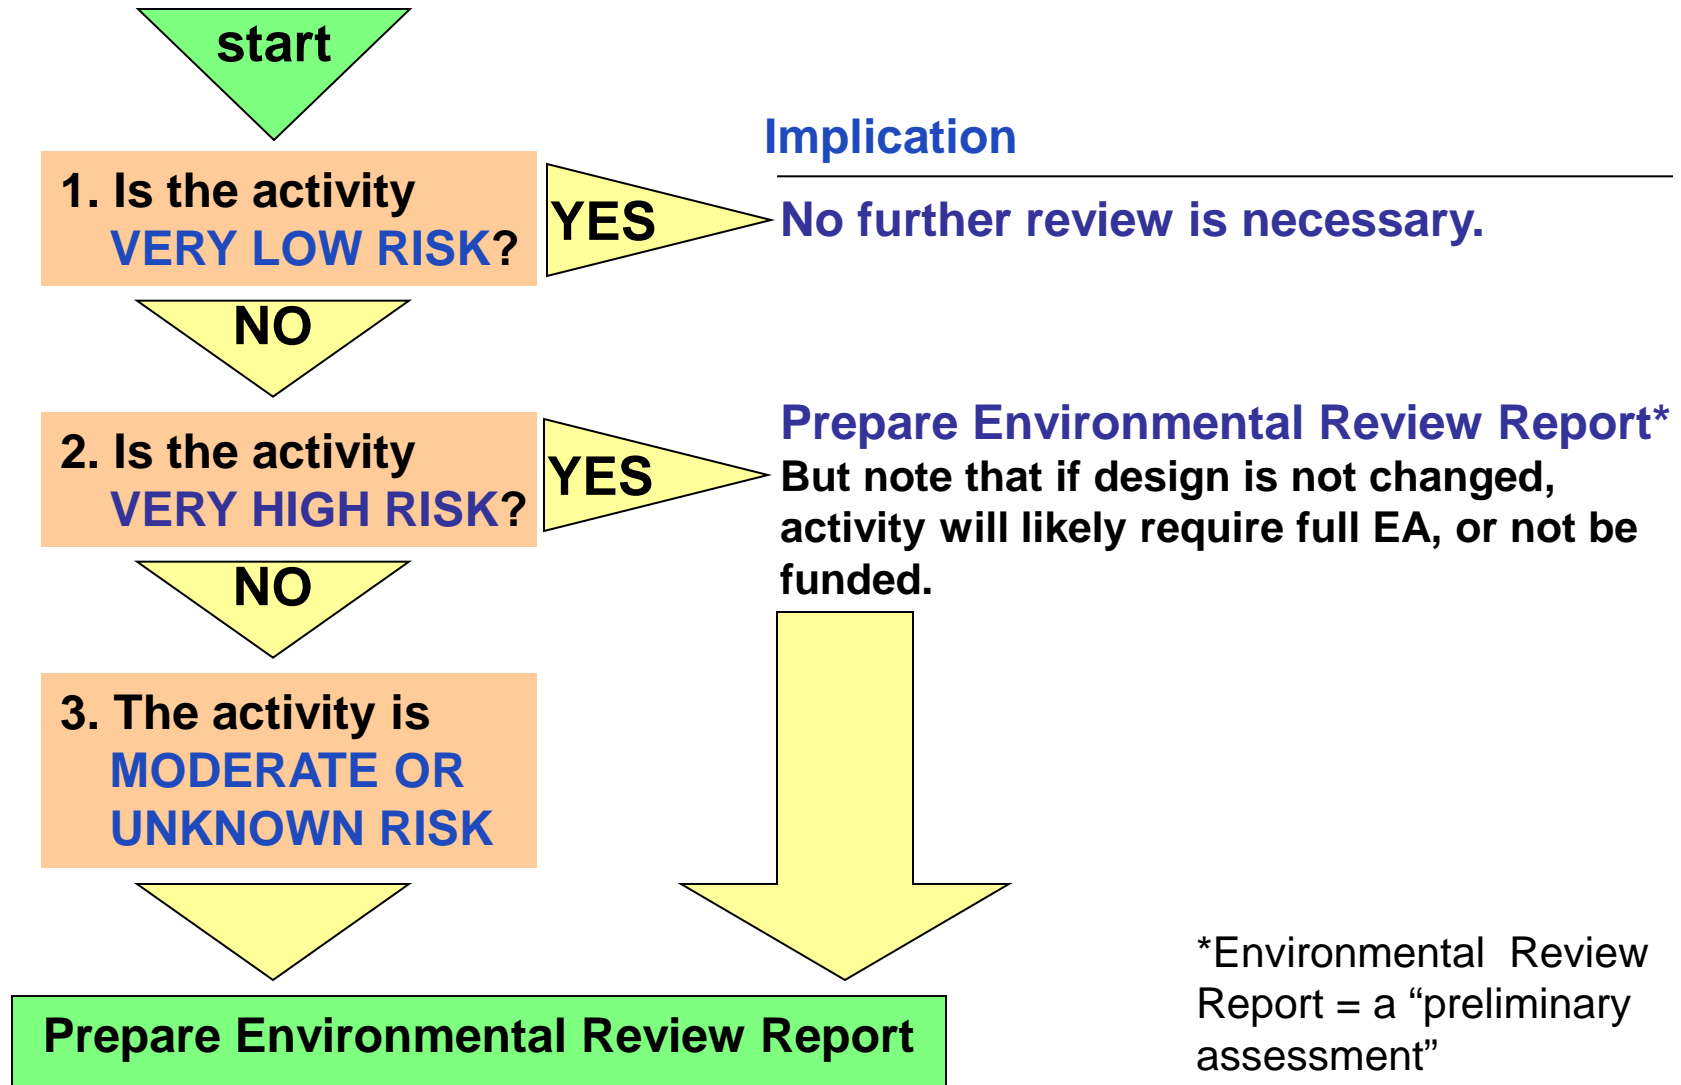 start
Implication
1. Is the activity
VERY LOW RISK?
YES
No further review is necessary.
NO
2. Is the activity
VERY HIGH RISK?
YES
Prepare Environmental Review Report*
But note that if design is not changed,
activity will likely require full EA, or not be
funded.
NO
3. The activity is
MODERATE OR
UNKNOWN RISK
Prepare Environmental Review Report
*Environmental Review
Report = a “preliminary
assessment”